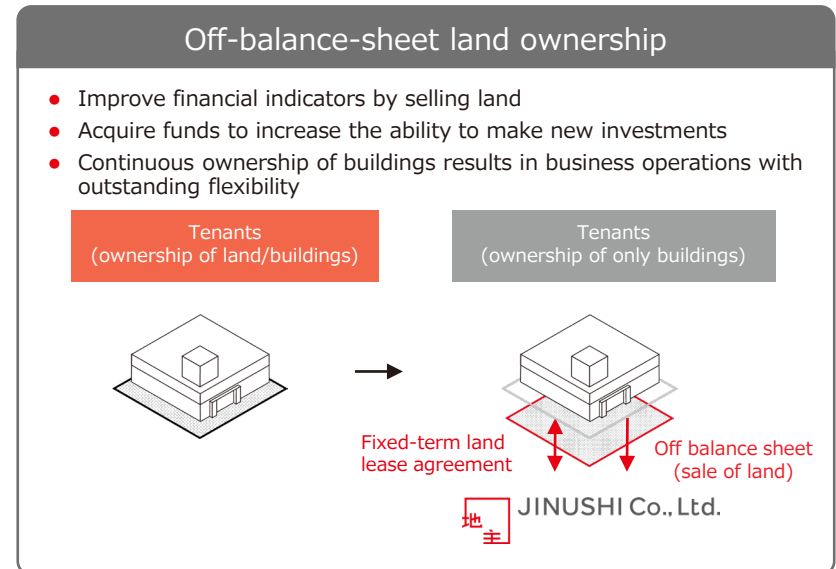 Off-balance-sheet land ownership
● Improve financial indicators by selling land
● Acquire funds to increase the ability to make new investments
● Continuous ownership of buildings results in business operations with
outstanding flexibility
Tenants
(ownership of land/buildings)
Tenants
(ownership of only buildings)
Fixed-term land
lease agreement
Off balance sheet
(sale of land)
地主
JINUSHI Co., Ltd.